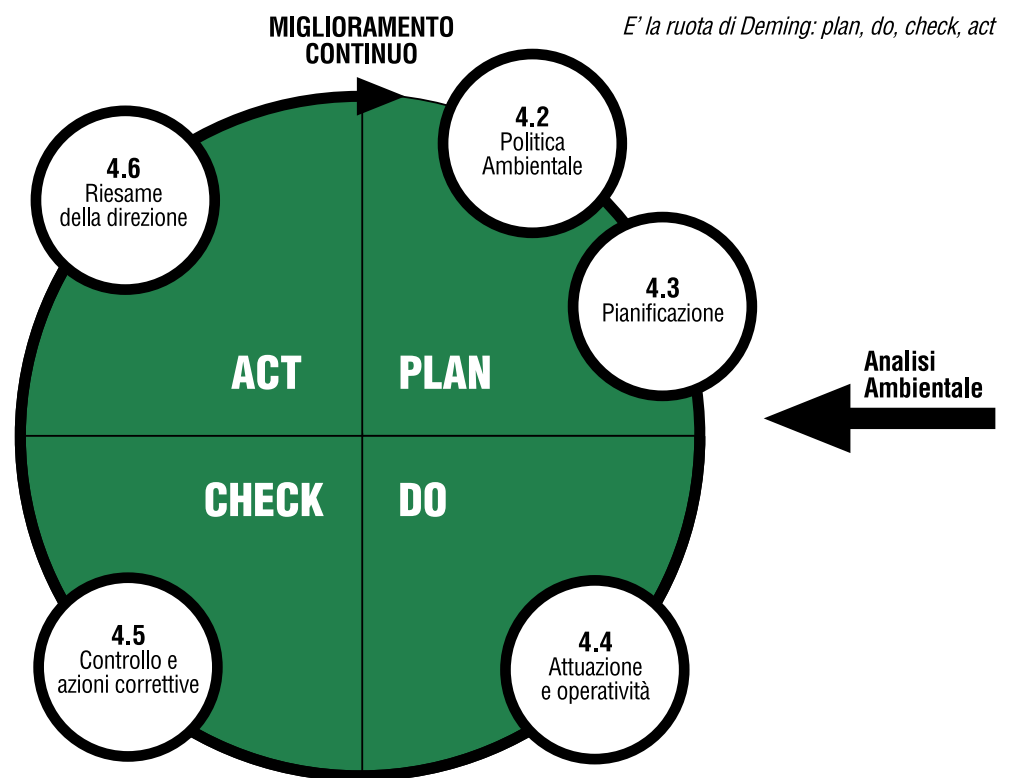 MIGLIORAMENTO
CONTINUO
E' la ruota di Deming: plan, do, check, act
4.2
Politica
Ambientale
4.6
Riesame
della direzione
4.3
Pianificazione
Analisi
Ambientale
ACT
PLAN
CHECK
DO
4.5
Controllo e
azioni correttive
4.4
Attuazione
e operatività